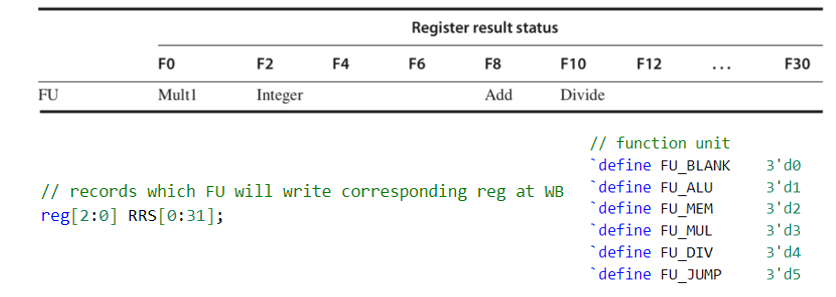 Register result status
F0 F2 F4 F6 F8 F10 F12 ... F30
FU Mult1 Integer Add Divide
// function unit
`define FU_BLANK 3'd0
`define FU_ALU 3'd1
`define FU_MEM 3'd2
`define FU_MUL 3'd3
`define FU_DIV 3'd4
`define FU_JUMP 3'd5
// records which FU will write corresponding reg at WB
reg[2:0] RRS[0:31];